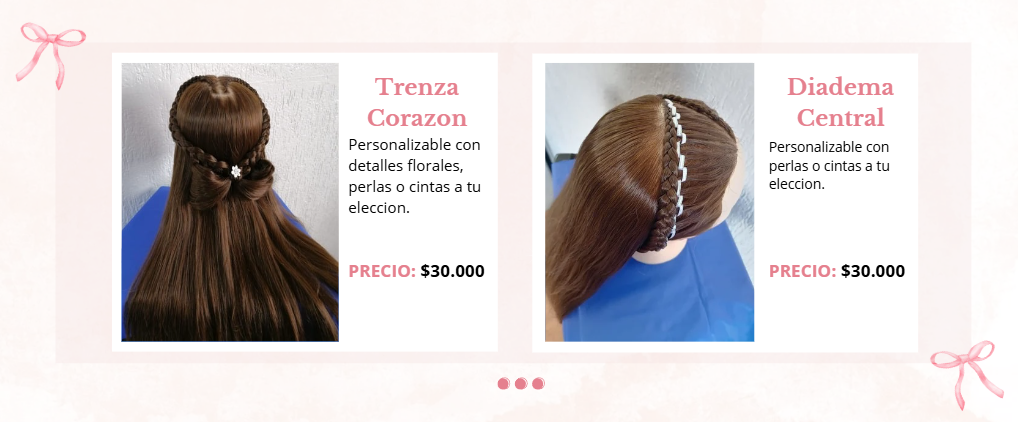 Trenza
Corazon
Personalizable con
detalles florales,
perlas o cintas a tu
eleccion.
PRECIO: $30.000
Diadema
Central
Personalizable con
perlas o cintas a tu
eleccion.
PRECIO: $30.000